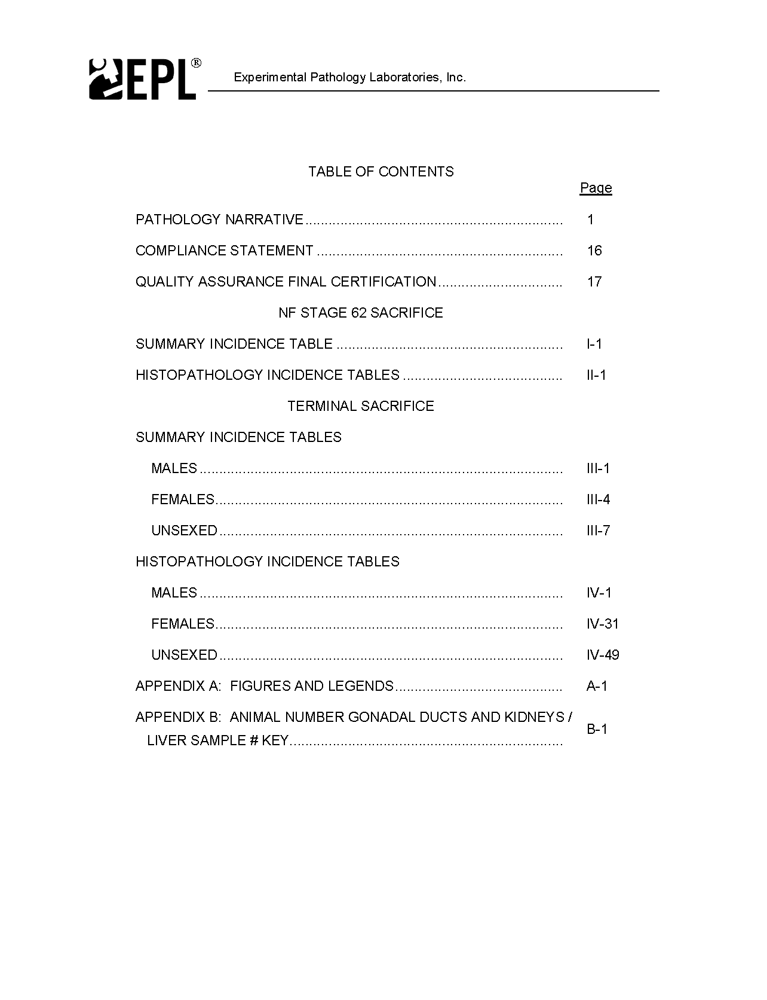 EPL®
Experimental Pathology Laboratories, Inc.
TABLE OF CONTENTS
Page
PATHOLOGY NARRATIVE.................................................................. 1
COMPLIANCE STATEMENT ............................................................... 16
QUALITY ASSURANCE FINAL CERTIFICATION................................ 17
NF STAGE 62 SACRIFICE
SUMMARY INCIDENCE TABLE .......................................................... I-1
HISTOPATHOLOGY INCIDENCE TABLES ......................................... II-1
TERMINAL SACRIFICE
SUMMARY INCIDENCE TABLES
MALES ............................................................................................. III-1
FEMALES......................................................................................... III-4
UNSEXED ........................................................................................ III-7
HISTOPATHOLOGY INCIDENCE TABLES
MALES ............................................................................................. IV-1
FEMALES......................................................................................... IV-31
UNSEXED ........................................................................................ IV-49
APPENDIX A: FIGURES AND LEGENDS........................................... A-1
APPENDIX B: ANIMAL NUMBER GONADAL DUCTS AND KIDNEYS /
LIVER SAMPLE # KEY...................................................................... B-1